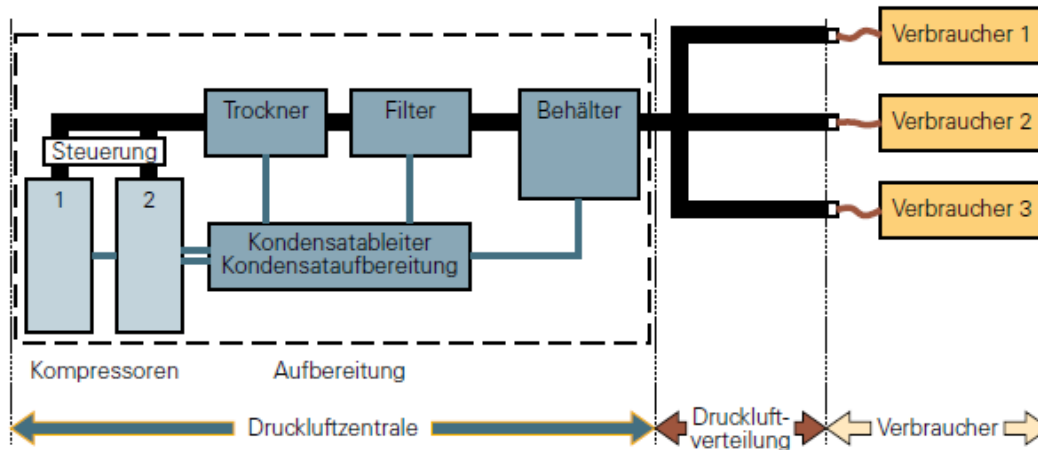 Verbraucher 1
Trockner
Filter
Behälter
Verbraucher 2
Steuerung
1
2
Verbraucher 3
Kondensatableiter
Kondensataufbereitung
Kompressoren
Aufbereitung
Druckluftzentrale
Druckluft-
verteilung
Verbraucher